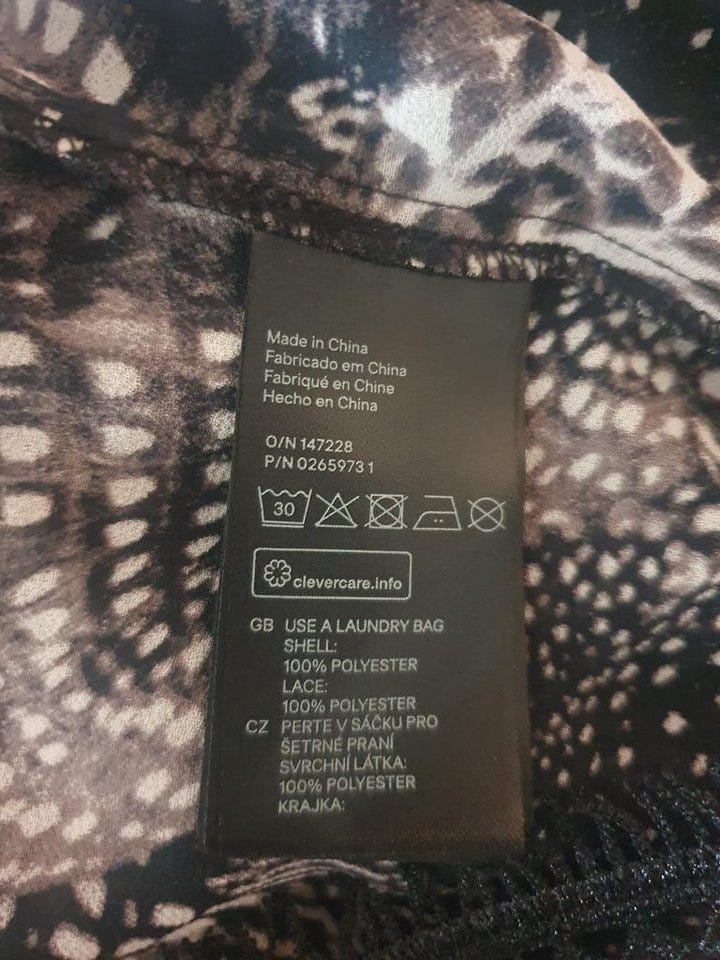 Made in China
Fabricado em China
Fabriqué en Chine
Hecho en China
O/N 147228
P/N 02659731
30
clevercare.info
GB USE A LAUNDRY BAG
SHELL:
100% POLYESTER
LACE:
100% POLYESTER
CZ PERTE V SÁČKU PRO
ŠETRNÉ PRANÍ
SVRCHNÍ LÁTKA:
100% POLYESTER
KRAJKA: